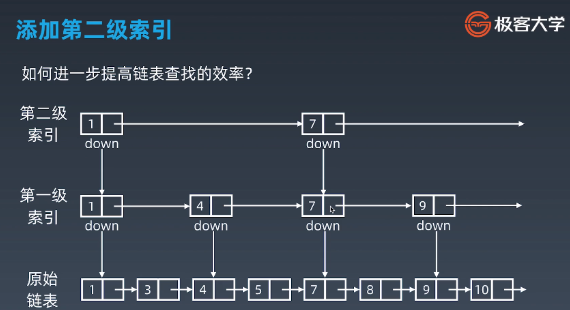 添加第二级索引
极客大学
如何进一步提高链表查找的效率？
第二级
索引
1 7
down down
第一级
索引
1 4 7 9
down down down down
原始
链表
1 3 4 5 7 8 9 10